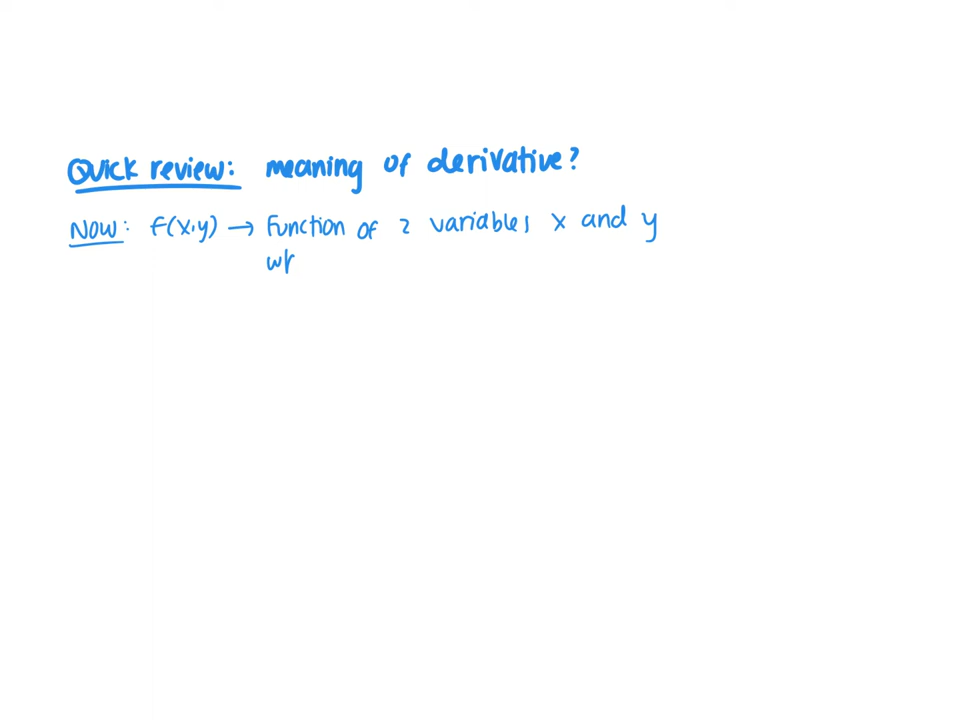 Quick review: meaning of derivative?
Now: f(x,y) → Function of 2 variables x and y